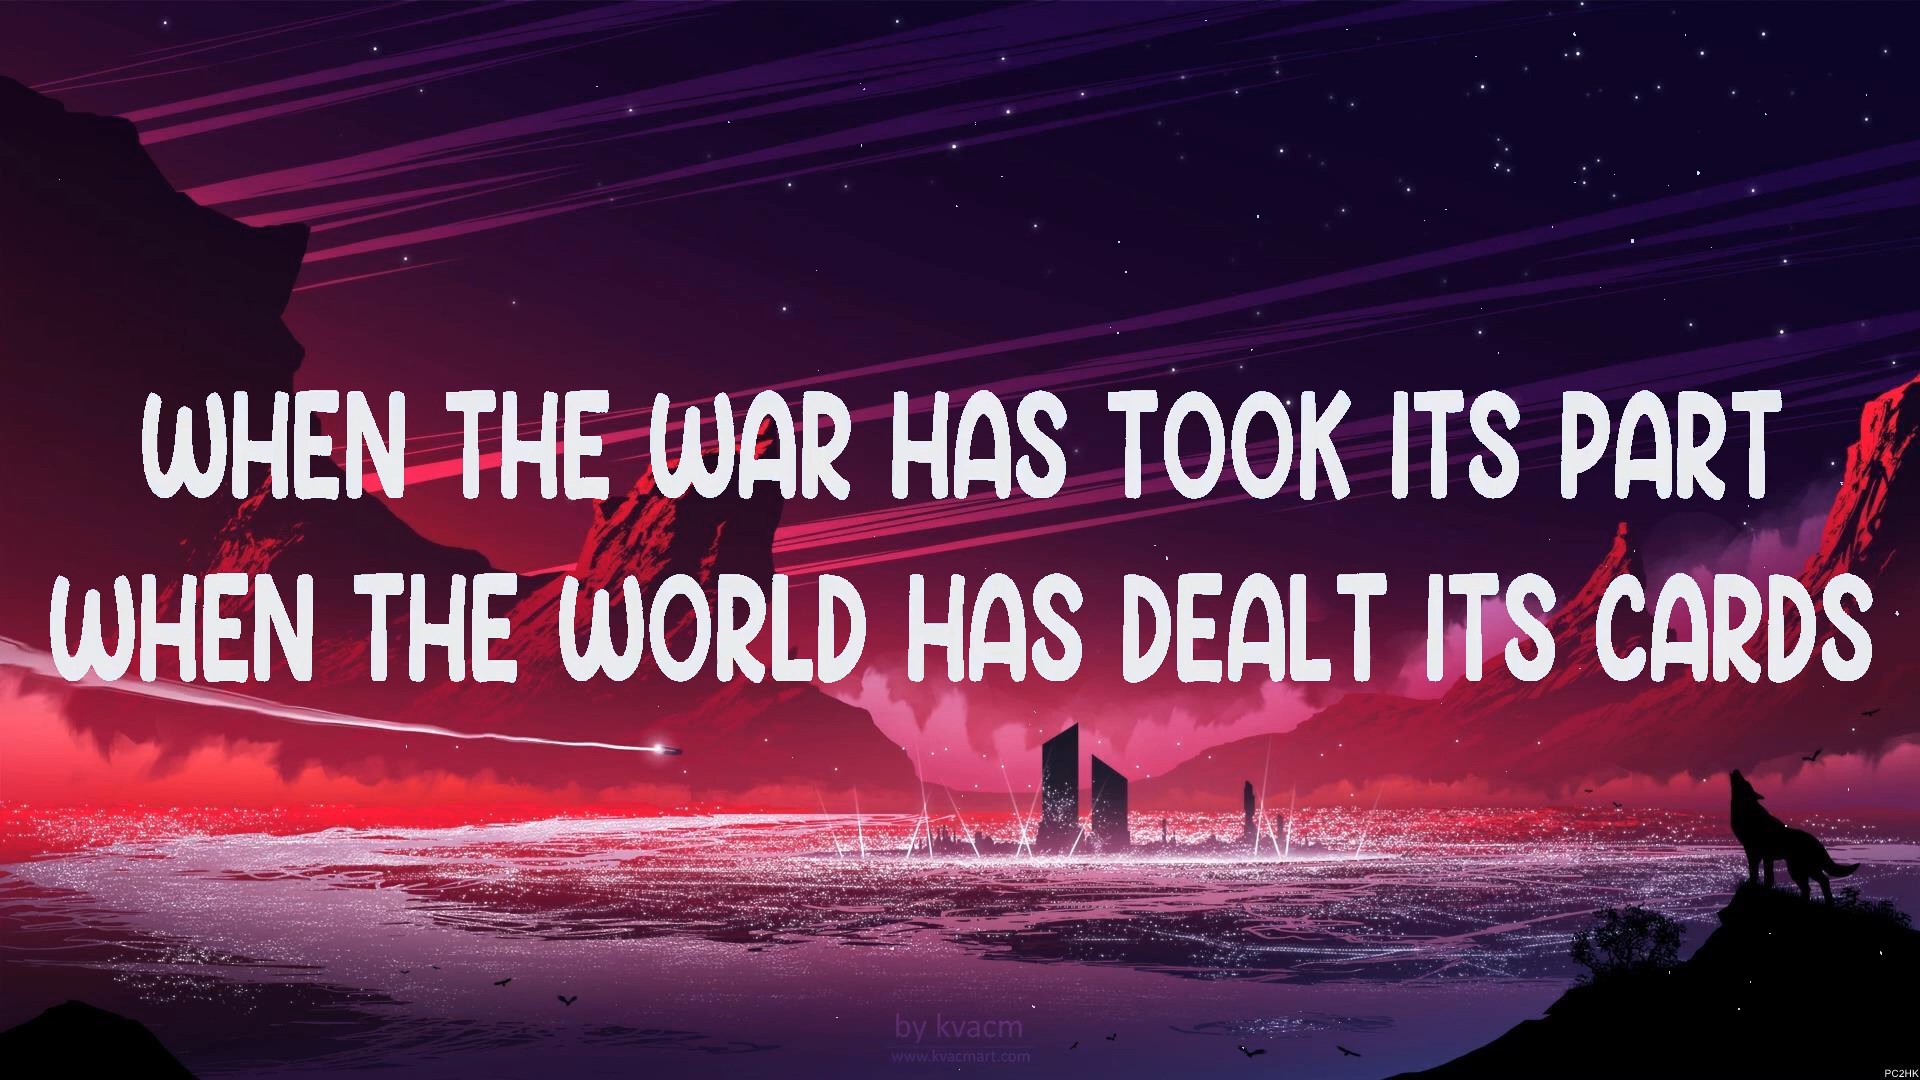 WHEN THE WAR HAS TOOK ITS PART
WHEN THE WORLD HAS DEALT ITS CARDS
by kvacm
www.kvacmart.com
PC2HK